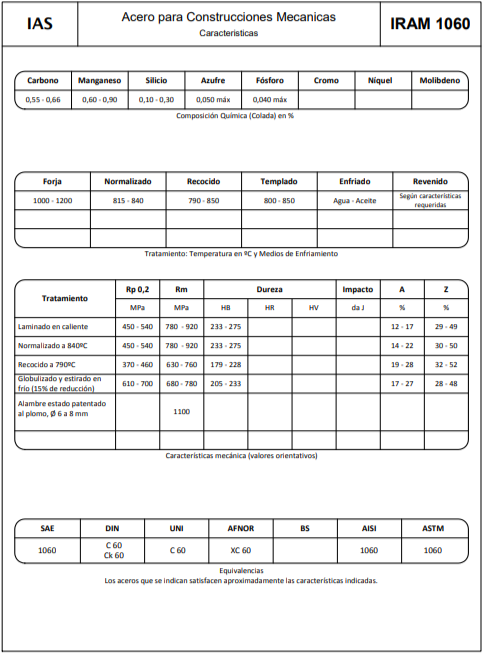 IAS
Acero para Construcciones Mecanicas
Características
IRAM 1060
Carbono Manganeso Silicio Azufre Fósforo Cromo Níquel Molibdeno
0,55 - 0,66 0,60 - 0,90 0,10 - 0,30 0,050 máx 0,040 máx
Composición Química (Colada) en %
Forja Normalizado Recocido Templado Enfriado Revenido
1000 - 1200 815 - 840 790 - 850 800 - 850 Agua - Aceite Según características
requeridas
Tratamiento: Temperatura en ºC y Medios de Enfriamiento
Tratamiento Rp 0,2 Rm Dureza Impacto A Z
MPa MPa HB HR HV da J % %
Laminado en caliente 450 - 540 780 - 920 233 - 275 12 - 17 29 - 49
Normalizado a 840ºC 450 - 540 780 - 920 233 - 275 14 - 22 30 - 50
Recocido a 790ºC 370 - 460 630 - 760 179 - 228 19 - 28 32 - 52
Globulizado y estirado en
frío (15% de reducción) 610 - 700 680 - 780 205 - 233 17 - 27 28 - 48
Alambre estado patentado
al plomo, Ø 6 a 8 mm 1100
Características mecánica (valores orientativos)
SAE DIN UNI AFNOR BS AISI ASTM
1060 C 60
Ck 60 C 60 XC 60 1060 1060
Equivalencias
Los aceros que se indican satisfacen aproximadamente las características indicadas.